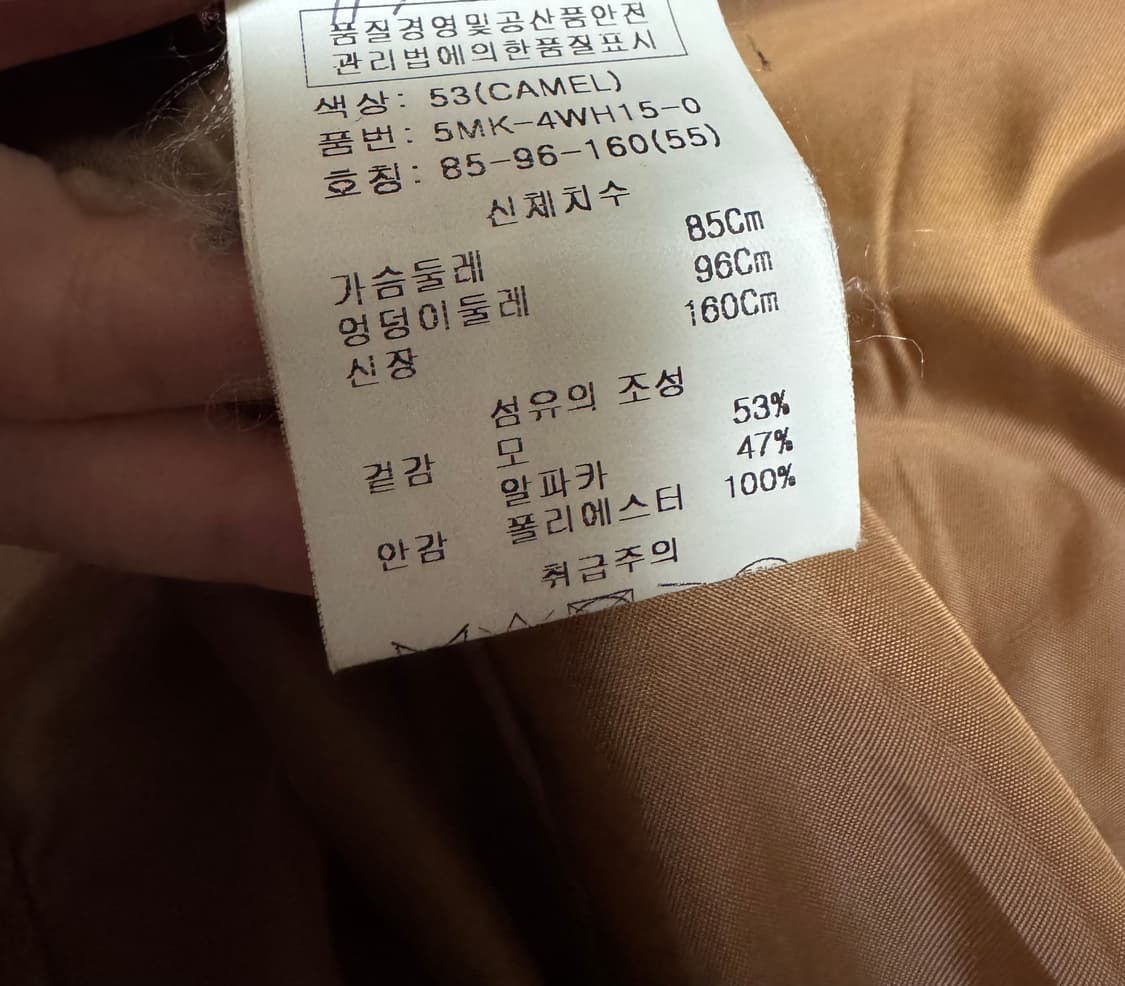 품질경영및공산품안전
관리법에의한품질표시
색상: 53(CAMEL)
품번: 5MK-4WH15-0
호칭: 85-96-160(55)
신체치수
가슴둘레 85Cm
엉덩이둘레 96Cm
신장 160Cm
섬유의 조성
겉감 모 53%
알파카 47%
안감 폴리에스터 100%
취급주의